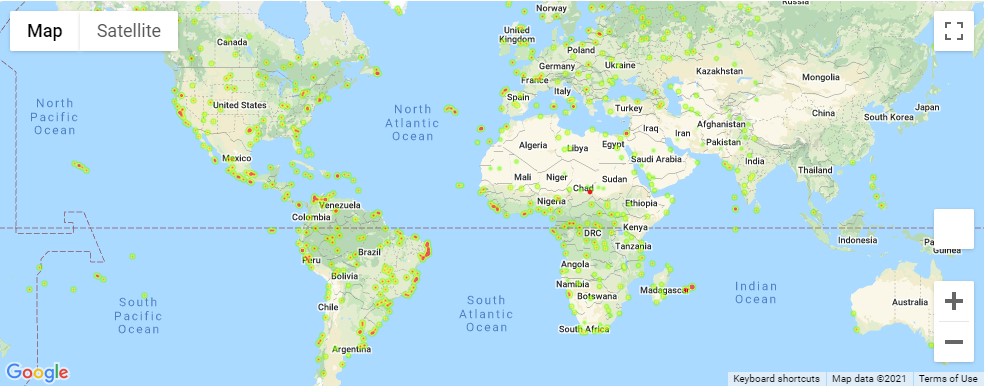 Map
Satellite
Russia
Norway
Canada
United
Kingdom
Poland
Germany
Ukraine
Kazakhstan
Mongolia
France
Spain
Italy
Turkey
North
Pacific
Ocean
United States
North
Atlantic
Ocean
China
Japan
South Korea
Iraq
Iran
Afghanistan
Pakistan
Algeria
Libya
Egypt
Saudi Arabia
India
Mexico
Mali
Niger
Chad
Sudan
Thailand
Venezuela
Nigeria
Ethiopia
Colombia
DRC
Kenya
Indonesia
Pa
Guinea
Peru
Brazil
Tanzania
Bolivia
Angola
Namibia
Botswana
Madagascar
Indian
Ocean
South
Pacific
Ocean
Chile
South
Atlantic
Ocean
South Africa
Australia
Argentina
Google
Keyboard shortcuts
Map data ©2021
Terms of Use